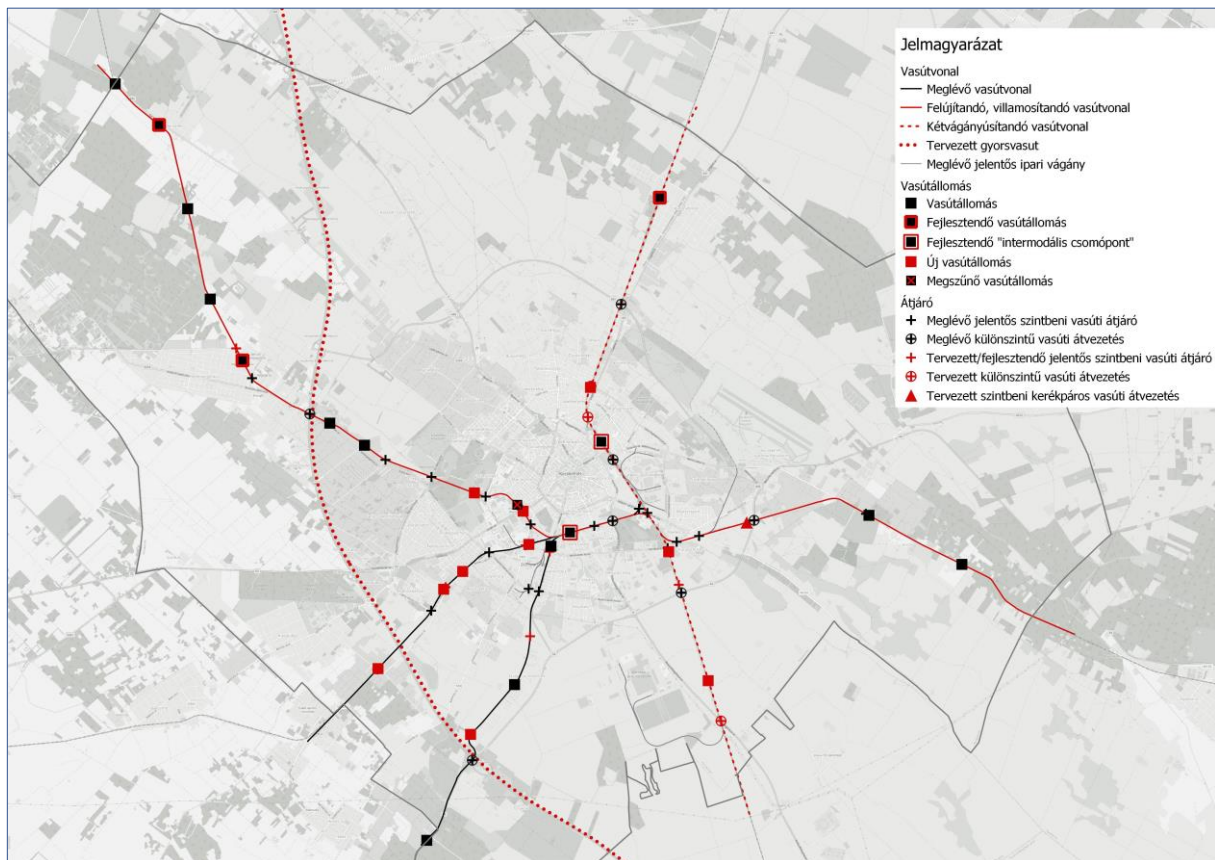 Jelmagyarázat
Vasútvonal
Meglévő vasútvonal
Felújítandó, villamosítandó vasútvonal
Kétvágányúsítandó vasútvonal
Tervezett gyorsvasut
Meglévő jelentős ipari vágány
Vasútállomás
Vasútállomás
Fejlesztendő vasútállomás
Fejlesztendő "intermodális csomópont"
Új vasútállomás
Megszűnő vasútállomás
Átjáró
Meglévő jelentős szintbeni vasúti átjáró
Meglévő különszintű vasúti átvezetés
Tervezett/fejlesztendő jelentős szintbeni vasúti átjáró
Tervezett különszintű vasúti átvezetés
Tervezett szintbeni kerékpáros vasúti átvezetés